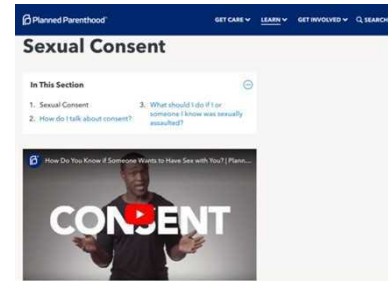 Planned Parenthood®
GET CARE LEARN GET INVOLVED SEARCH
Sexual Consent
In This Section
1. Sexual Consent
2. How do I talk about consent?
3. What should I do if I or
someone I know was sexually
assaulted?
How Do You Know if Someone Wants to Have Sex with You? | Plann...
CONSENT